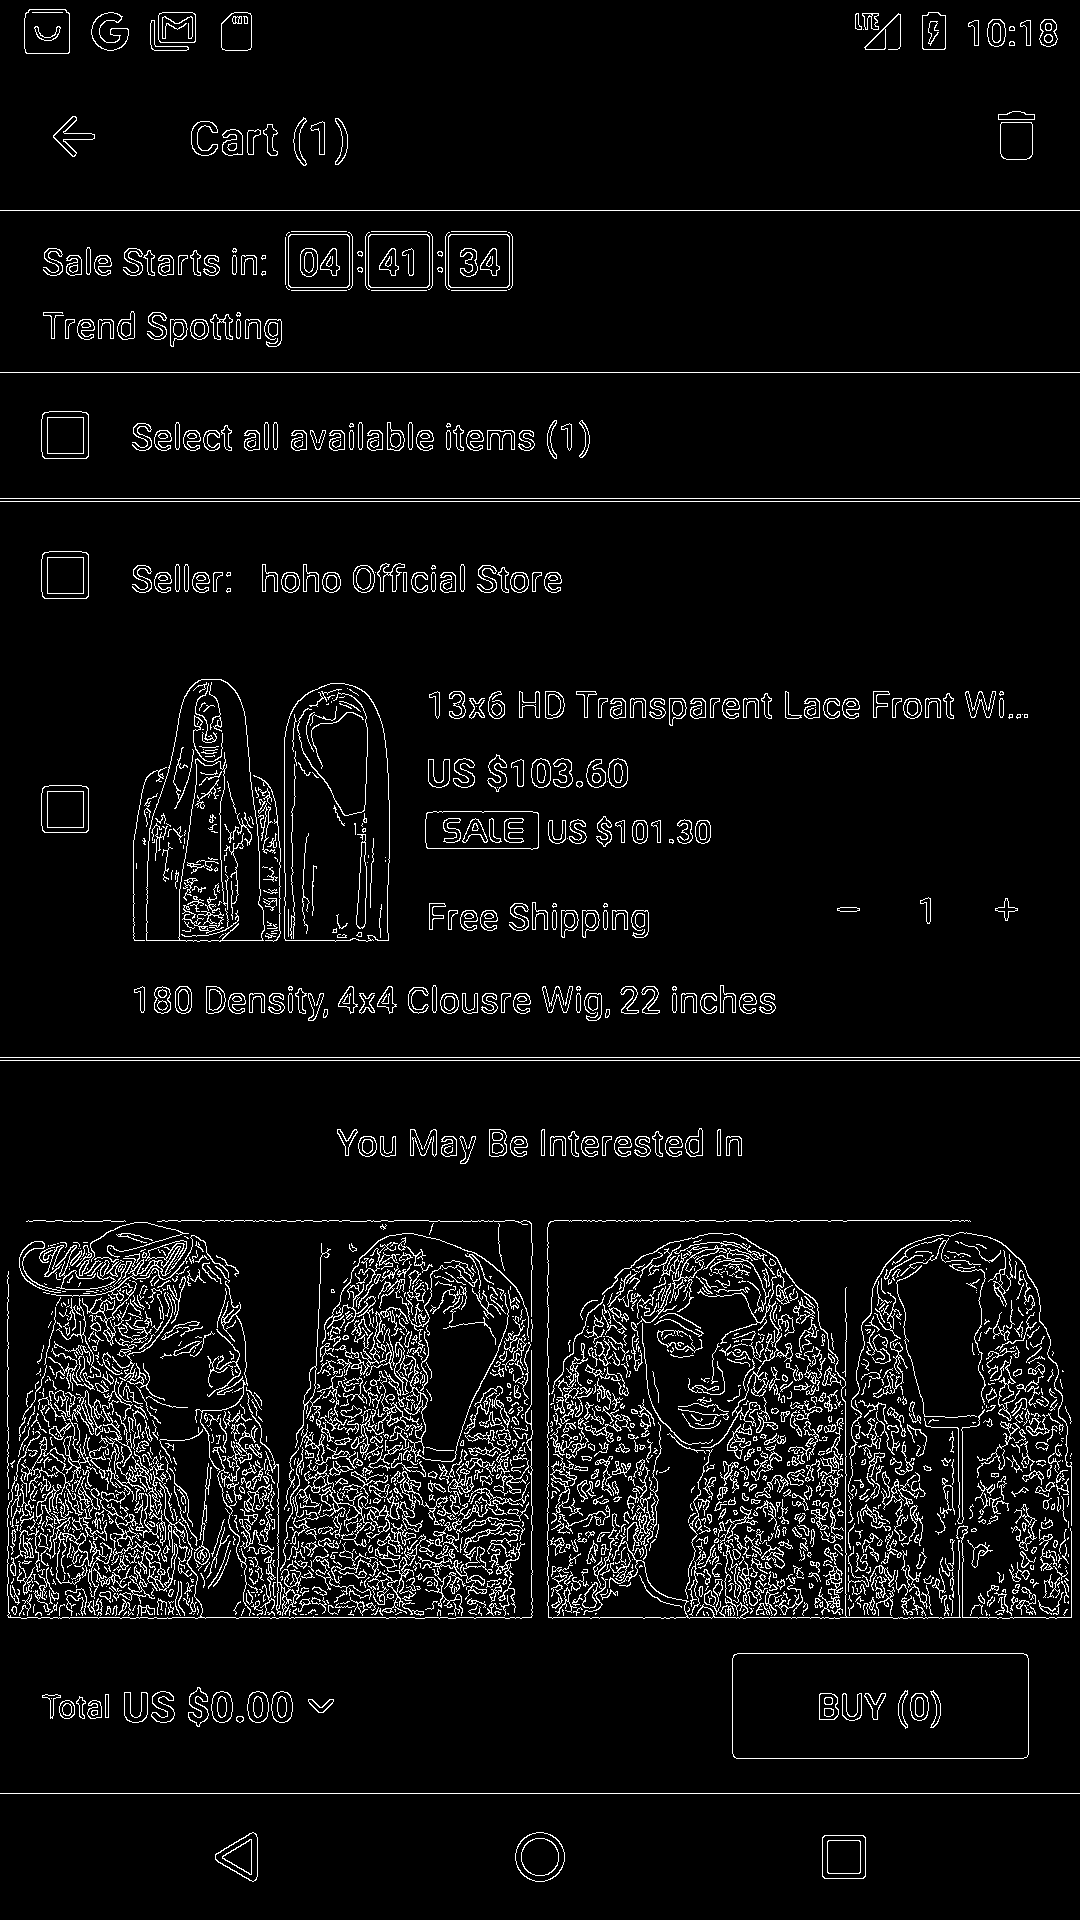 LTE 10:18
Cart (1)
Sale Starts in: 04:41:34
Trend Spotting
Select all available items (1)
Seller: hoho Official Store
13x6 HD Transparent Lace Front Wi...
US $103.60
SALE US $101.30
Free Shipping
1
180 Density, 4x4 Clousre Wig, 22 inches
You May Be Interested In
Total US $0.00
BUY (0)